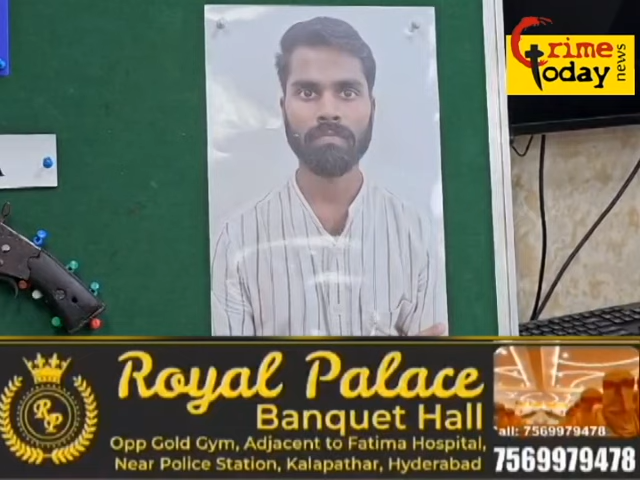 Crime
Today
news
Royal Palace
Banquet Hall
Opp Gold Gym, Adjacent to Fatima Hospital,
Near Police Station, Kalapathar, Hyderabad
RP
all: 7569979478
7569979478